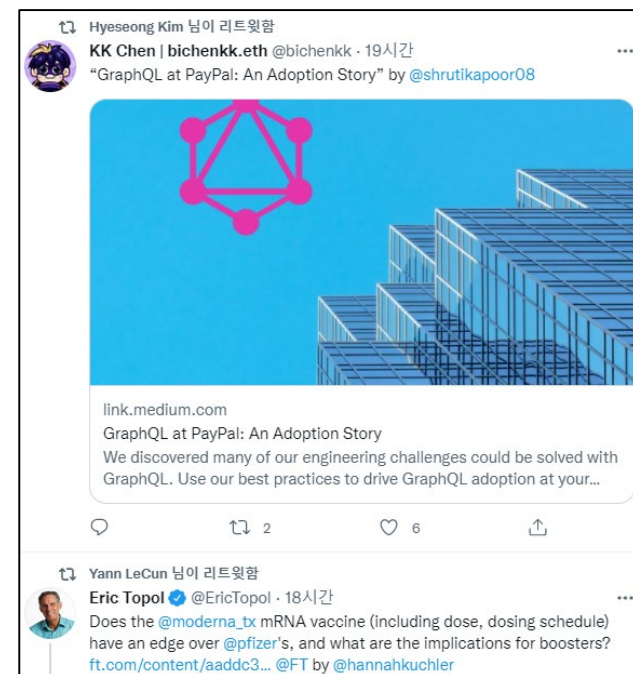 Hyeseong Kim 님이 리트윗함
KK Chen | bichenkk.eth @bichenkk · 19시간
“GraphQL at PayPal: An Adoption Story” by @shrutikapoor08
link.medium.com
GraphQL at PayPal: An Adoption Story
We discovered many of our engineering challenges could be solved with
GraphQL. Use our best practices to drive GraphQL adoption at your...
2 6
Yann LeCun 님이 리트윗함
Eric Topol @EricTopol · 18시간
Does the @moderna_tx mRNA vaccine (including dose, dosing schedule)
have an edge over @pfizer's, and what are the implications for boosters?
ft.com/content/aaddc3... @FT by @hannahkuchler